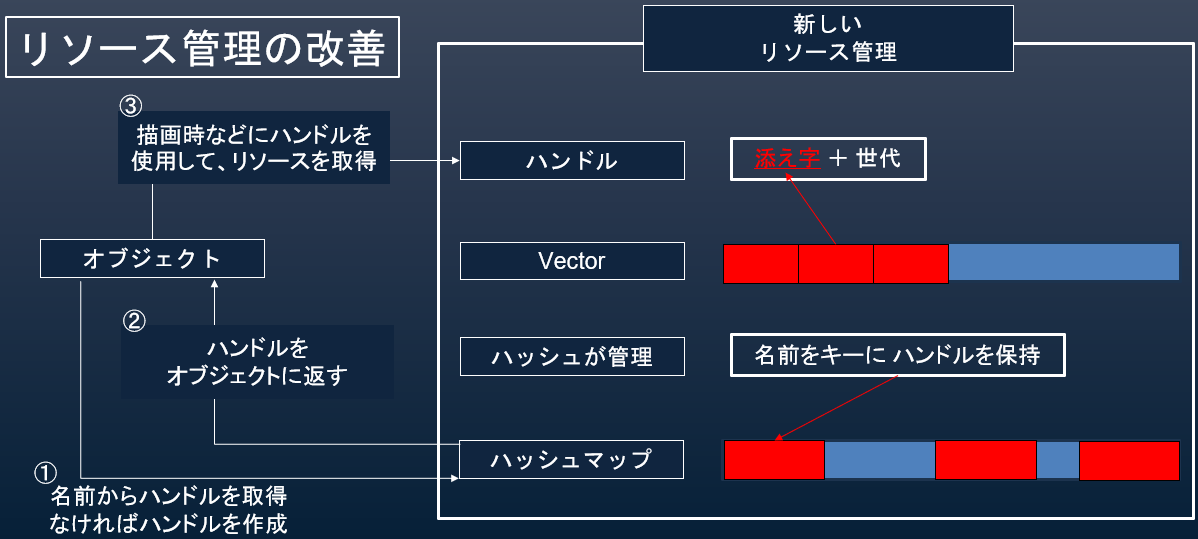 リソース管理の改善
新しい
リソース管理
③
描画時などにハンドルを
使用して、リソースを取得
ハンドル
添え字 + 世代
オブジェクト
Vector
②
ハンドルを
オブジェクトに返す
ハッシュが管理
名前をキーに ハンドルを保持
ハッシュマップ
①
名前からハンドルを取得
なければハンドルを作成